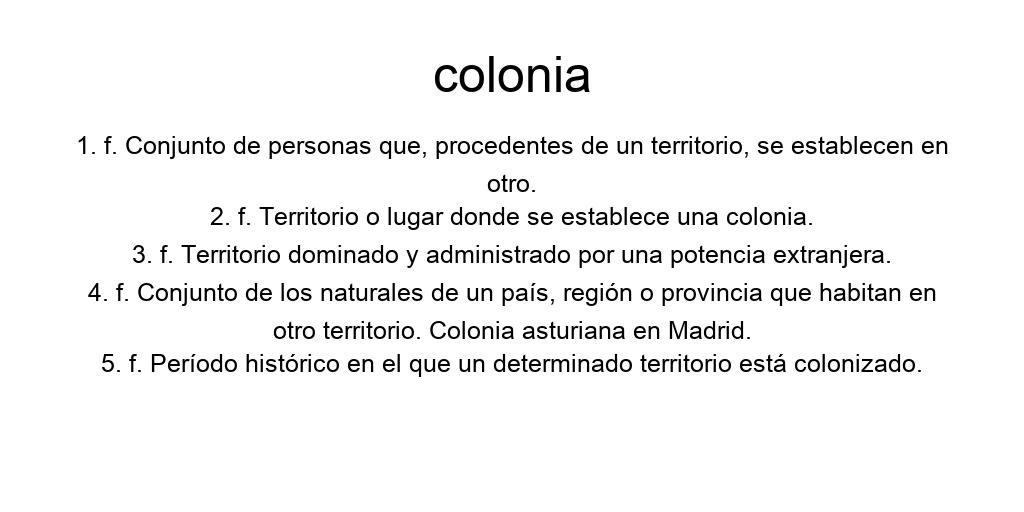 colonia
1. f. Conjunto de personas que, procedentes de un territorio, se establecen en
otro.
2. f. Territorio o lugar donde se establece una colonia.
3. f. Territorio dominado y administrado por una potencia extranjera.
4. f. Conjunto de los naturales de un país, región o provincia que habitan en
otro territorio. Colonia asturiana en Madrid.
5. f. Período histórico en el que un determinado territorio está colonizado.